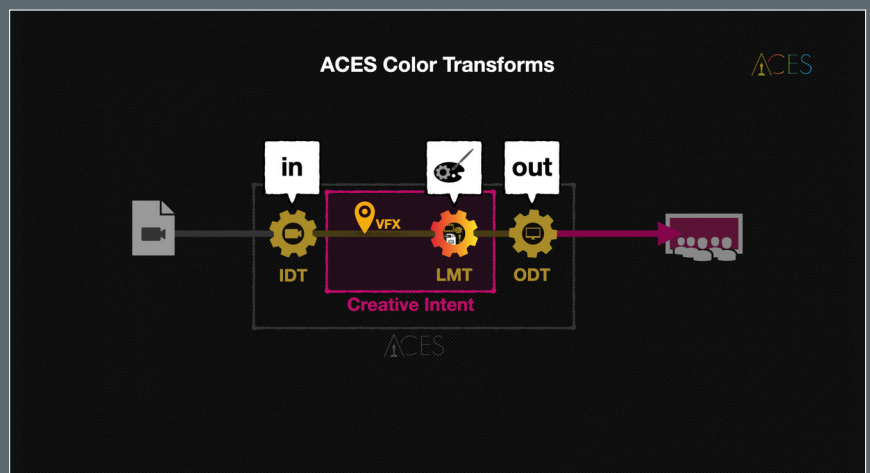 ACES Color Transforms
ACES
in
out
VFX
IDT
LMT
ODT
Creative Intent
ACES